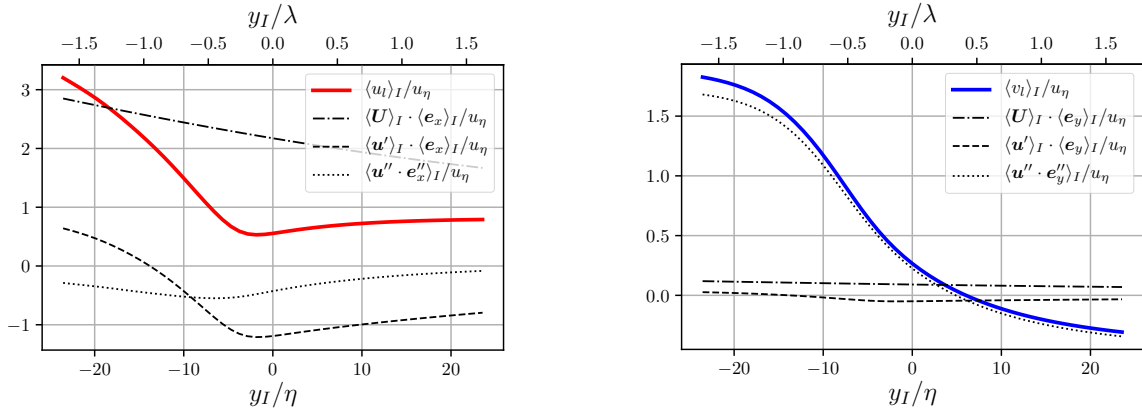 y_I/λ
−1.5 −1.0 −0.5 0.0 0.5 1.0 1.5
3
2
1
0
−1
⟨u_l⟩_I/u_η
⟨U⟩_I · ⟨e_x⟩_I/u_η
⟨u′⟩_I · ⟨e_x⟩_I/u_η
⟨u″ · e″_x⟩_I/u_η
−20 −10 0 10 20
y_I/η
y_I/λ
−1.5 −1.0 −0.5 0.0 0.5 1.0 1.5
1.5
1.0
0.5
0.0
⟨v_l⟩_I/u_η
⟨U⟩_I · ⟨e_y⟩_I/u_η
⟨u′⟩_I · ⟨e_y⟩_I/u_η
⟨u″ · e″_y⟩_I/u_η
−20 −10 0 10 20
y_I/η